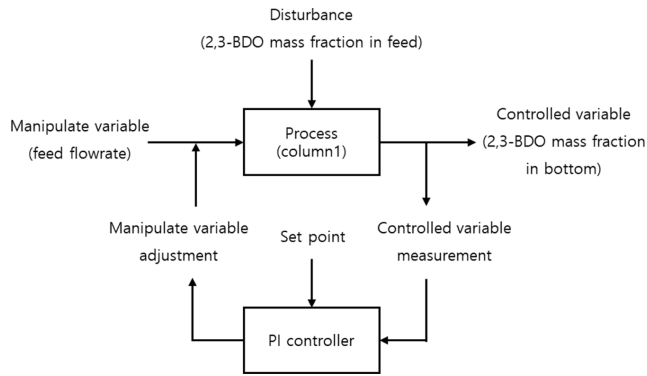 Disturbance
(2,3-BDO mass fraction in feed)
Manipulate variable
(feed flowrate)
Process
(column1)
Controlled variable
(2,3-BDO mass fraction
in bottom)
Manipulate variable
adjustment
Set point
Controlled variable
measurement
PI controller